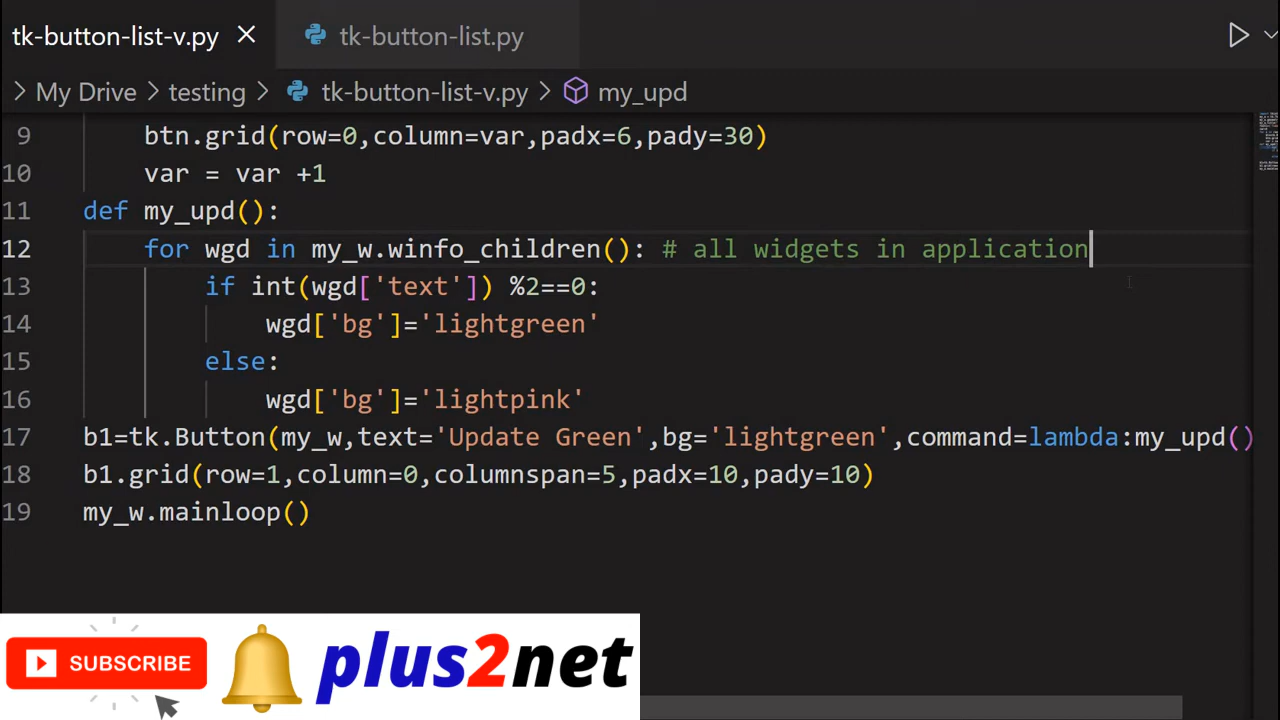 tk-button-list-v.py × tk-button-list.py
> My Drive > testing > tk-button-list-v.py > my_upd
9 btn.grid(row=0,column=var,padx=6,pady=30)
10 var = var +1
11 def my_upd():
12 for wgd in my_w.winfo_children(): # all widgets in application
13 if int(wgd['text']) %2==0:
14 wgd['bg']='lightgreen'
15 else:
16 wgd['bg']='lightpink'
17 b1=tk.Button(my_w,text='Update Green',bg='lightgreen',command=lambda:my_upd()
18 b1.grid(row=1,column=0,columnspan=5,padx=10,pady=10)
19 my_w.mainloop()
SUBSCRIBE plus2net